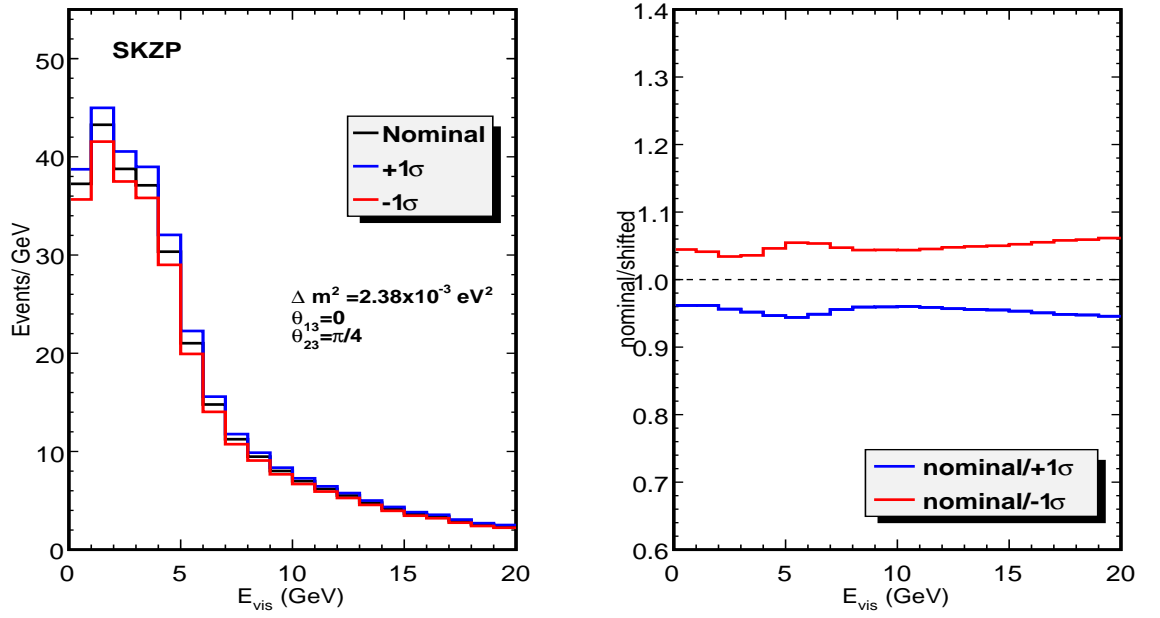 50
40
30
20
10
0
Events/ GeV
SKZP
Nominal
+1σ
-1σ
Δ m² =2.38x10⁻³ eV²
θ₁₃=0
θ₂₃=π/4
0 5 10 15 20
E_vis (GeV)
1.4
1.3
1.2
1.1
1.0
0.9
0.8
0.7
0.6
nominal/shifted
nominal/+1σ
nominal/-1σ
0 5 10 15 20
E_vis (GeV)